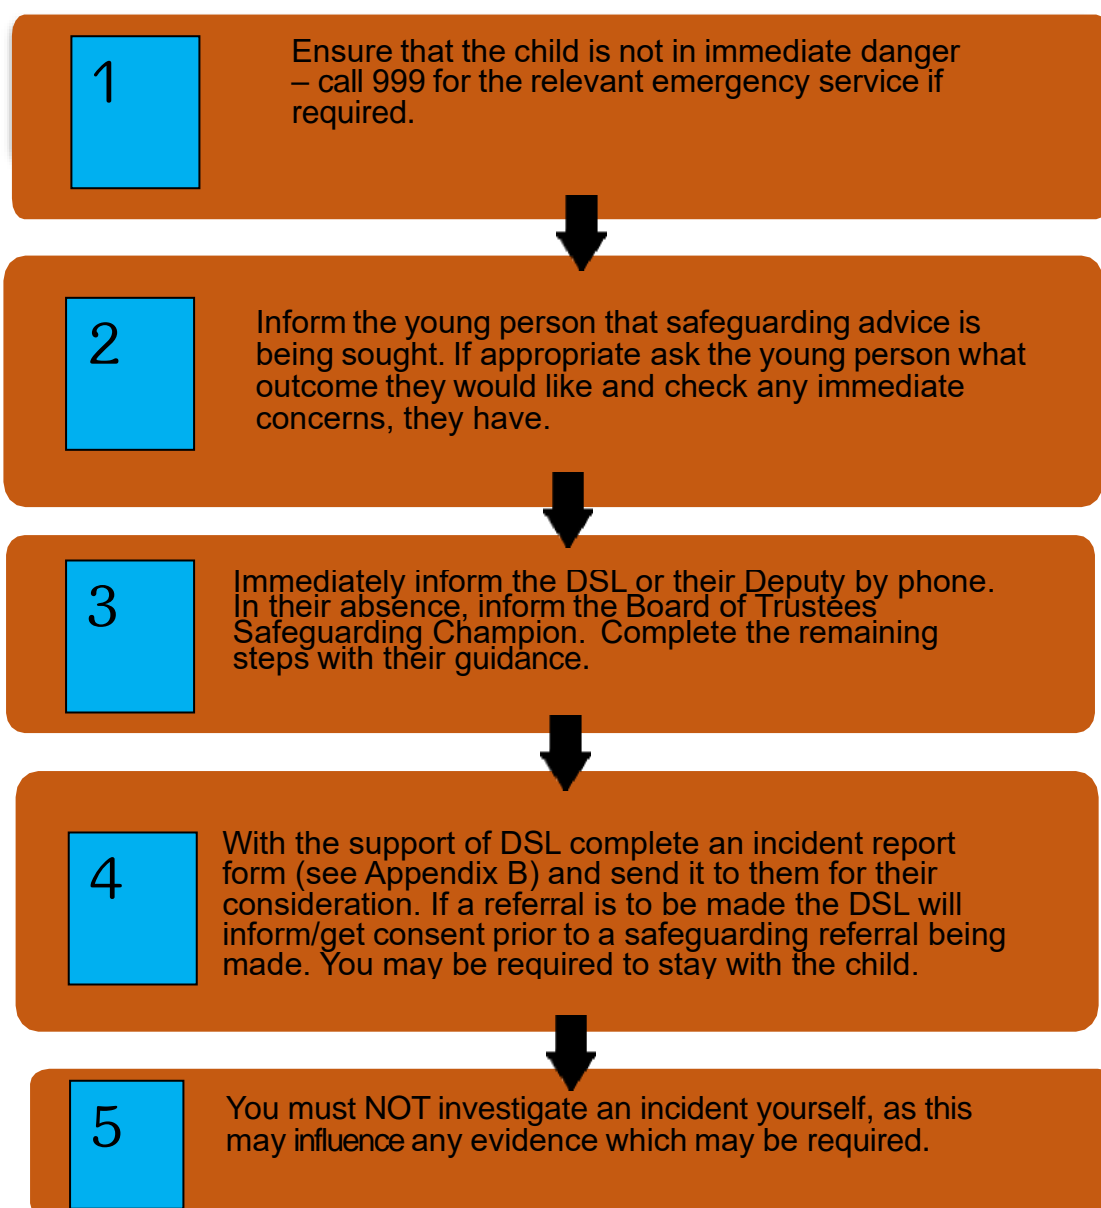 1
Ensure that the child is not in immediate danger
– call 999 for the relevant emergency service if
required.
2
Inform the young person that safeguarding advice is
being sought. If appropriate ask the young person what
outcome they would like and check any immediate
concerns, they have.
3
Immediately inform the DSL or their Deputy by phone.
In their absence, inform the Board of Trustees'
Safeguarding Champion. Complete the remaining
steps with their guidance.
4
With the support of DSL complete an incident report
form (see Appendix B) and send it to them for their
consideration. If a referral is to be made the DSL will
inform/get consent prior to a safeguarding referral being
made. You may be required to stay with the child.
5
You must NOT investigate an incident yourself, as this
may influence any evidence which may be required.